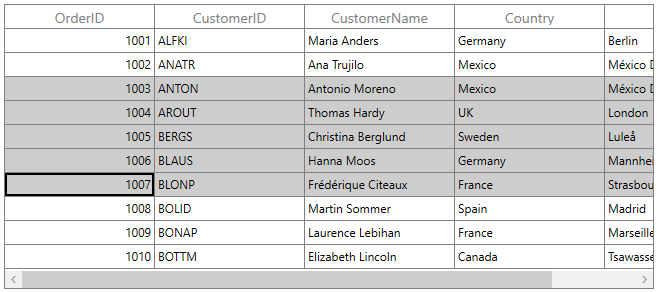 OrderID CustomerID CustomerName Country
1001 ALFKI Maria Anders Germany Berlin
1002 ANATR Ana Trujilo Mexico México D
1003 ANTON Antonio Moreno Mexico México D
1004 AROUT Thomas Hardy UK London
1005 BERGS Christina Berglund Sweden Luleå
1006 BLAUS Hanna Moos Germany Mannhei
1007 BLONP Frédérique Citeaux France Strasbou
1008 BOLID Martin Sommer Spain Madrid
1009 BONAP Laurence Lebihan France Marseille
1010 BOTTM Elizabeth Lincoln Canada Tsawasse